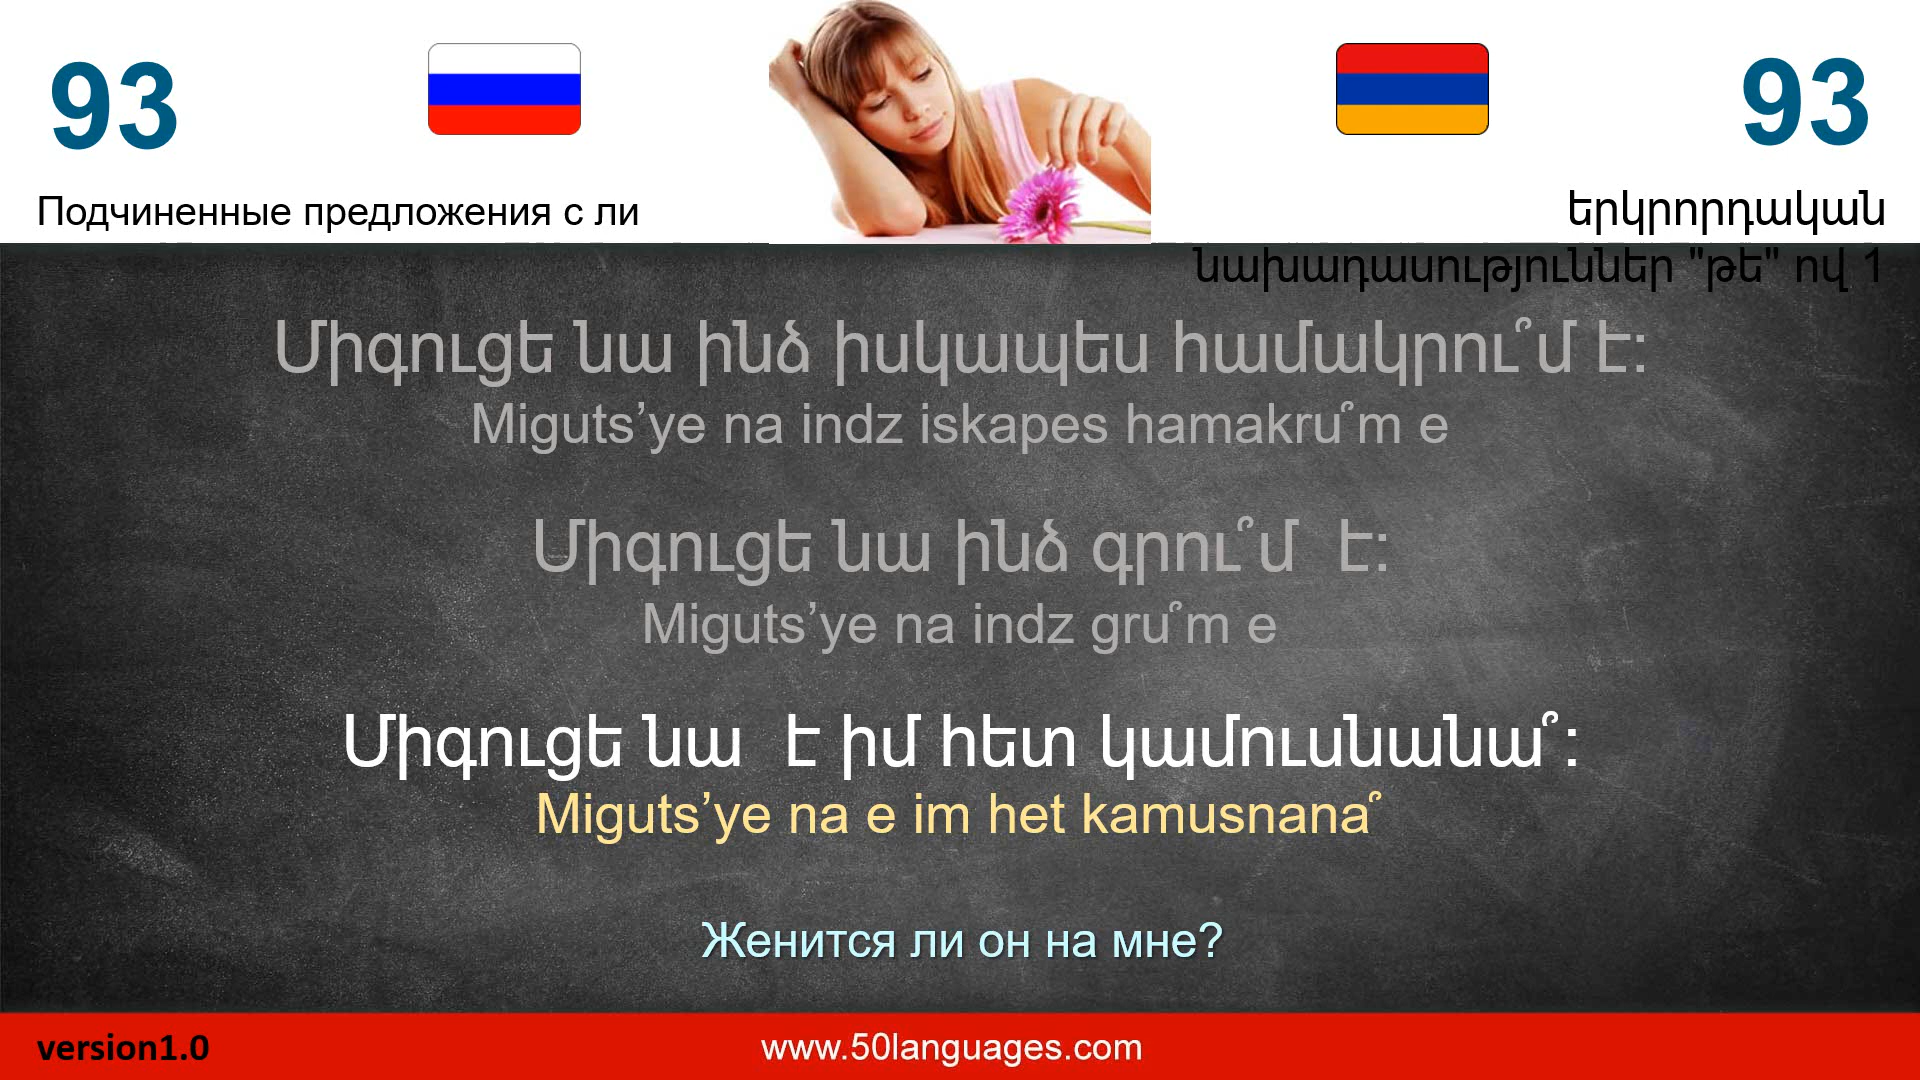 93
93
Подчиненные предложения с ли
երկրորդական
նախադասություններ "թե" ով 1
Միգուցե նա ինձ իսկապես համակրու՞մ է:
Miguts’ye na indz iskapes hamakru՞m e
Միգուցե նա ինձ գրու՞մ  է:
Miguts’ye na indz gru՞m e
Միգուցե նա  է իմ հետ կամուսնանա՞:
Miguts’ye na e im het kamusnana՞
Женится ли он на мне?
version1.0
www.50languages.com